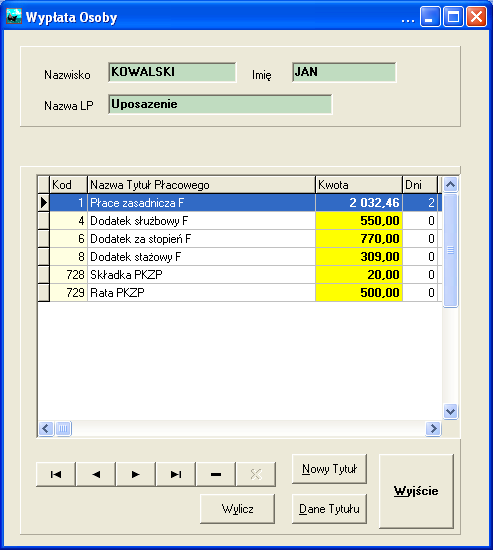 Wypłata Osoby ...
Nazwisko KOWALSKI Imię JAN
Nazwa LP Uposazenie
Kod Nazwa Tytuł Płacowego Kwota Dni
1 Płace zasadnicza F 2 032,46 2
4 Dodatek służbowy F 550,00 0
6 Dodatek za stopień F 770,00 0
8 Dodatek stażowy F 309,00 0
728 Składka PKZP 20,00 0
729 Rata PKZP 500,00 0
Nowy Tytuł
Wyjście
Wylicz Dane Tytułu